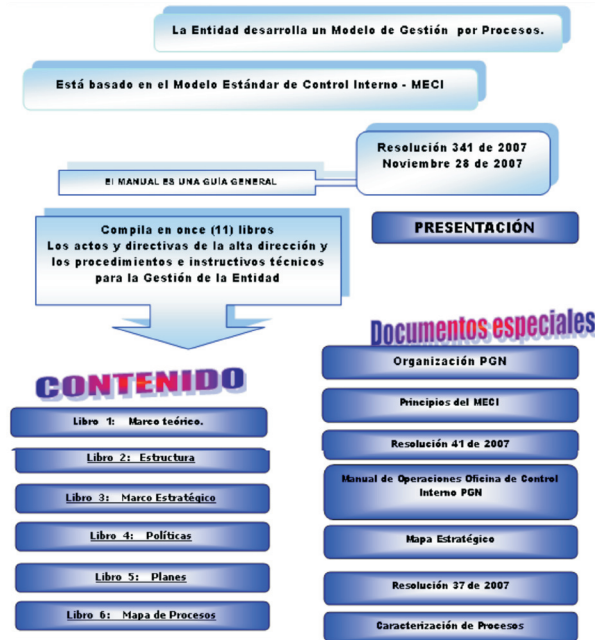 La Entidad desarrolla un Modelo de Gestión por Procesos.
Está basado en el Modelo Estándar de Control Interno - MECI
Resolución 341 de 2007
Noviembre 28 de 2007
El MANUAL ES UNA GUÍA GENERAL
PRESENTACIÓN
Compila en once (11) libros
Los actos y directivas de la alta dirección y
los procedimientos e instructivos técnicos
para la Gestión de la Entidad
CONTENIDO
Libro 1: Marco teórico.
Libro 2: Estructura
Libro 3: Marco Estratégico
Libro 4: Políticas
Libro 5: Planes
Libro 6: Mapa de Procesos
Documentos especiales
Organización PGN
Principios del MECI
Resolución 41 de 2007
Manual de Operaciones Oficina de Control
Interno PGN
Mapa Estratégico
Resolución 37 de 2007
Caracterización de Procesos